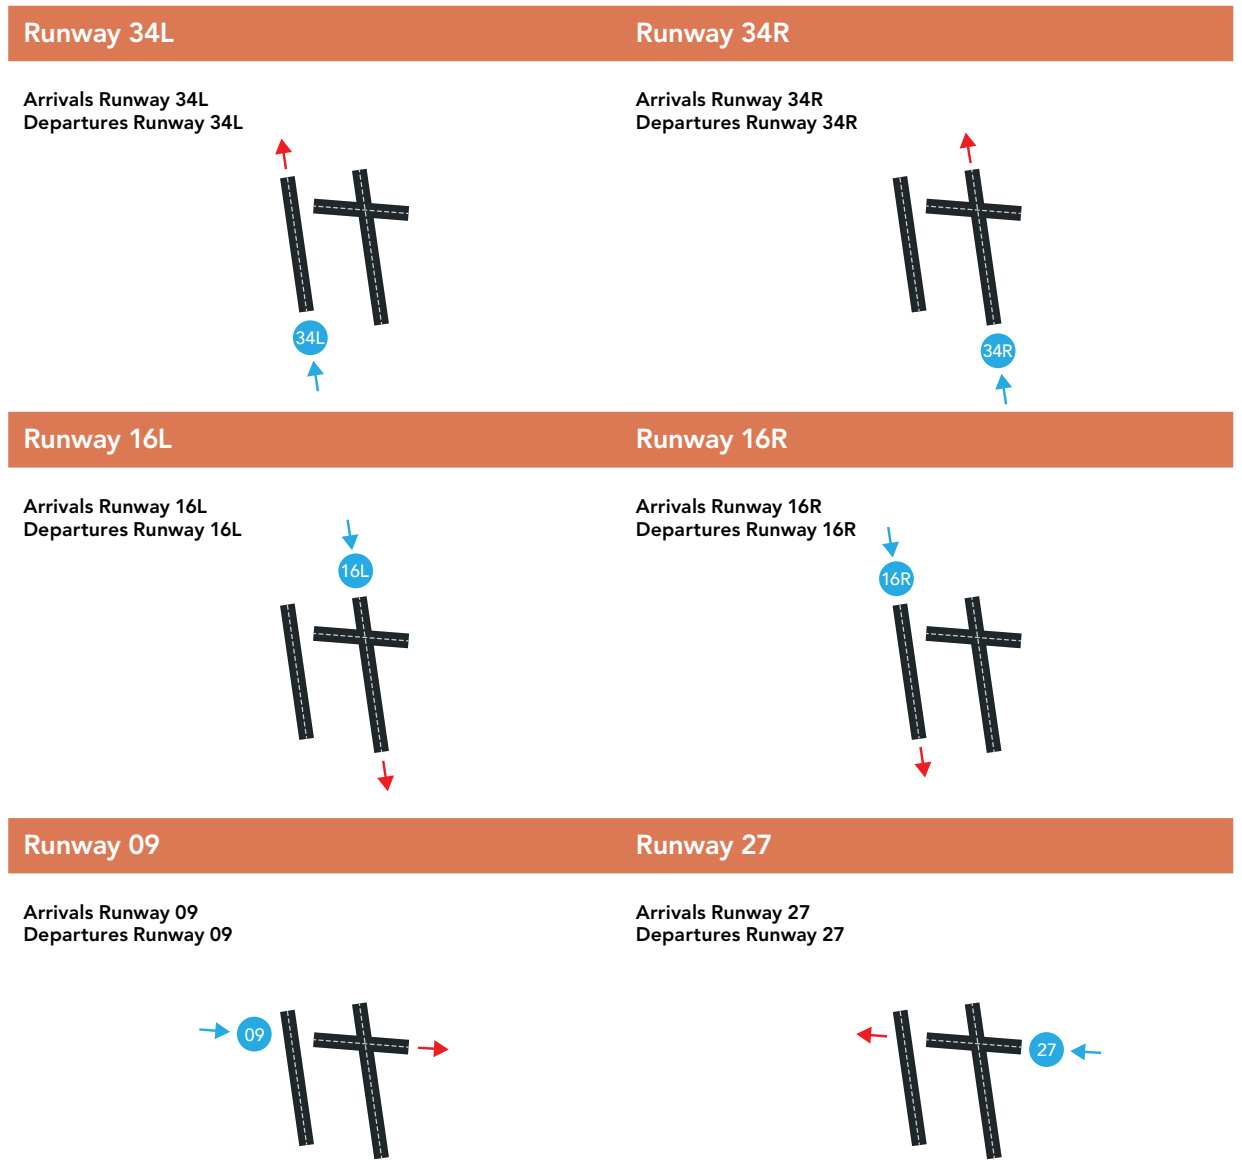 Runway 34L
Runway 34R
Arrivals Runway 34L
Departures Runway 34L
Arrivals Runway 34R
Departures Runway 34R
34L
34R
Runway 16L
Runway 16R
Arrivals Runway 16L
Departures Runway 16L
Arrivals Runway 16R
Departures Runway 16R
16L
16R
Runway 09
Runway 27
Arrivals Runway 09
Departures Runway 09
Arrivals Runway 27
Departures Runway 27
09
27